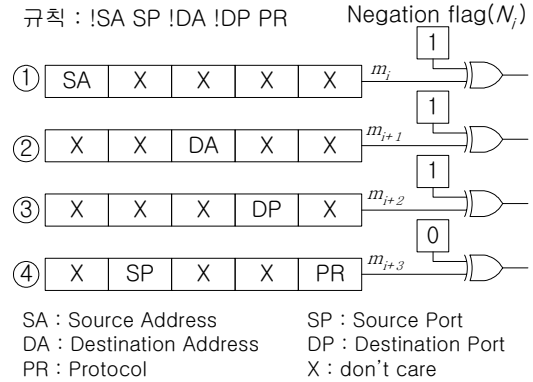 규칙 : !SA SP !DA !DP PR
Negation flag(Nᵢ)
1
① SA X X X X mᵢ
1
② X X DA X X mᵢ₊₁
1
③ X X X DP X mᵢ₊₂
0
④ X SP X X PR mᵢ₊₃
SA : Source Address SP : Source Port
DA : Destination Address DP : Destination Port
PR : Protocol X : don't care